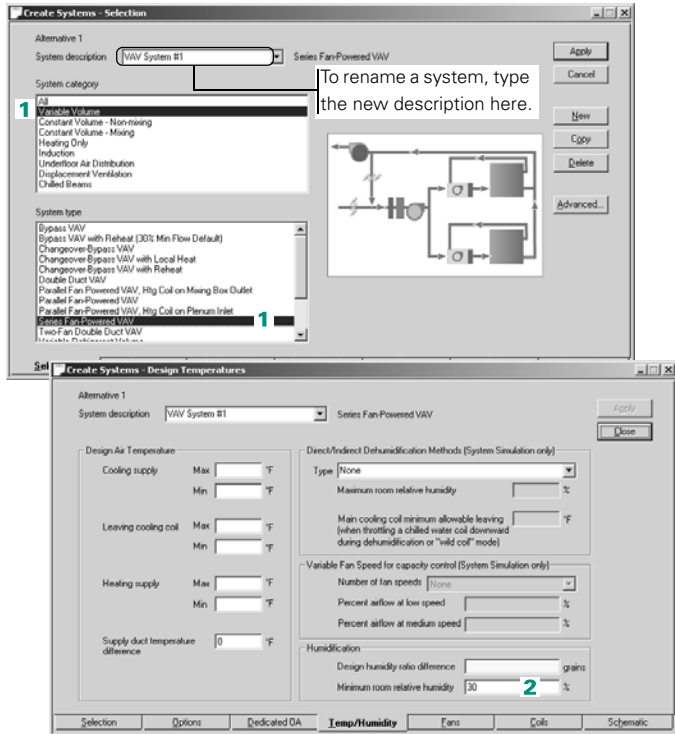 Create Systems - Selection
Alternative 1
System description VAV System #1 Series Fan-Powered VAV
Apply
Cancel
New
Copy
Delete
Advanced...
To rename a system, type
the new description here.
System category
1
All
Variable Volume
Constant Volume - Non-mixing
Constant Volume - Mixing
Heating Only
Induction
Underfloor Air Distribution
Displacement Ventilation
Chilled Beams
System type
Bypass VAV
Bypass VAV with Reheat (30% Min Flow Default)
Changeover-Bypass VAV
Changeover-Bypass VAV with Local Heat
Changeover-Bypass VAV with Reheat
Double Duct VAV
Parallel Fan Powered VAV, Htg Coil on Mixing Box Outlet
Parallel Fan-Powered VAV
Parallel Fan-Powered VAV, Htg Coil on Plenum Inlet
Series Fan-Powered VAV 1
Two-Fan Double Duct VAV
Variable Refrigerant Volume
Sel
Create Systems - Design Temperatures
Alternative 1
System description VAV System #1 Series Fan-Powered VAV
Apply
Close
Design Air Temperature
Cooling supply Max °F
Min °F
Leaving cooling coil Max °F
Min °F
Heating supply Max °F
Min °F
Supply duct temperature 0 °F
difference
Direct/Indirect Dehumidification Methods (System Simulation only)
Type None
Maximum room relative humidity %
Main cooling coil minimum allowable leaving °F
(when throttling a chilled water coil downward
during dehumidification or "wild coil" mode)
Variable Fan Speed for capacity control (System Simulation only)
Number of fan speeds None
Percent airflow at low speed %
Percent airflow at medium speed %
Humidification
Design humidity ratio difference grains
Minimum room relative humidity 30 2 %
Selection Options Dedicated OA Temp/Humidity Fans Coils Schematic